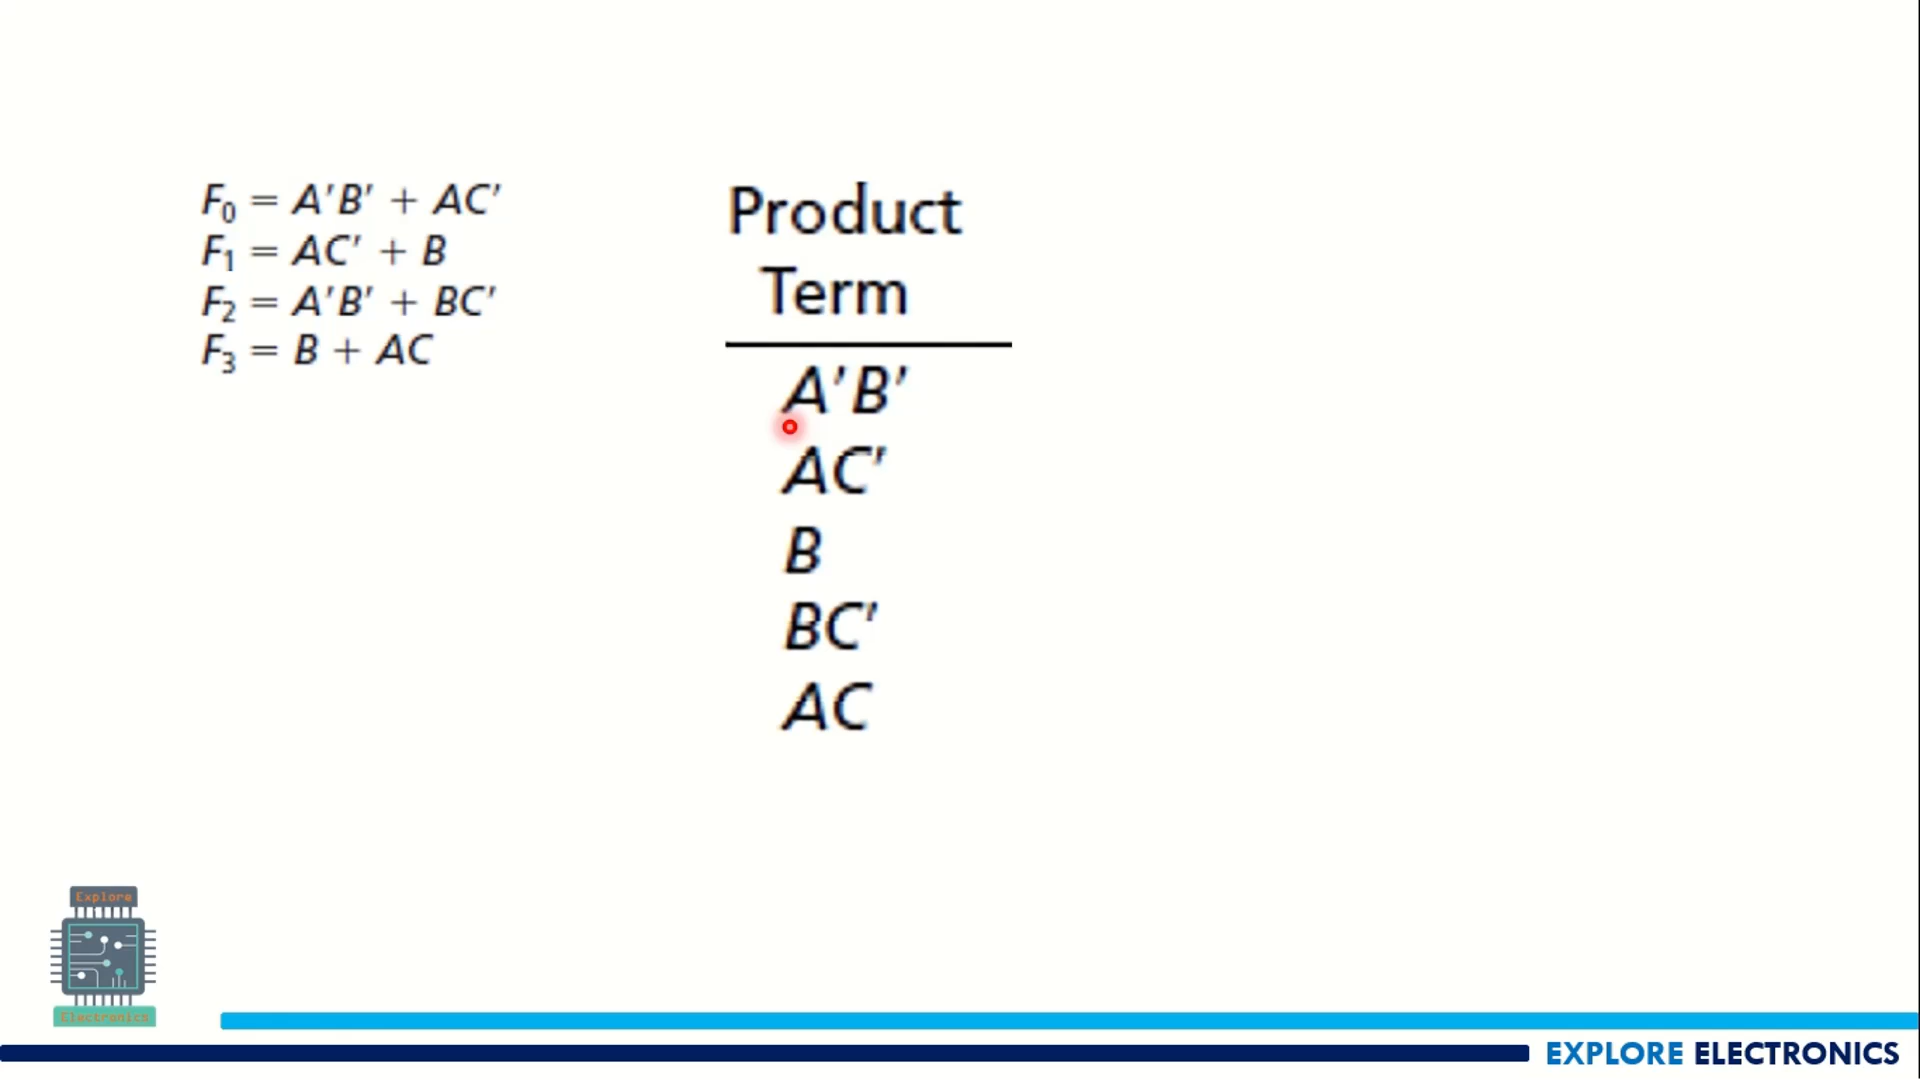 F₀ = A'B' + AC'
F₁ = AC' + B
F₂ = A'B' + BC'
F₃ = B + AC
Product
Term
A'B'
AC'
B
BC'
AC
Explore
Electronics
EXPLORE ELECTRONICS